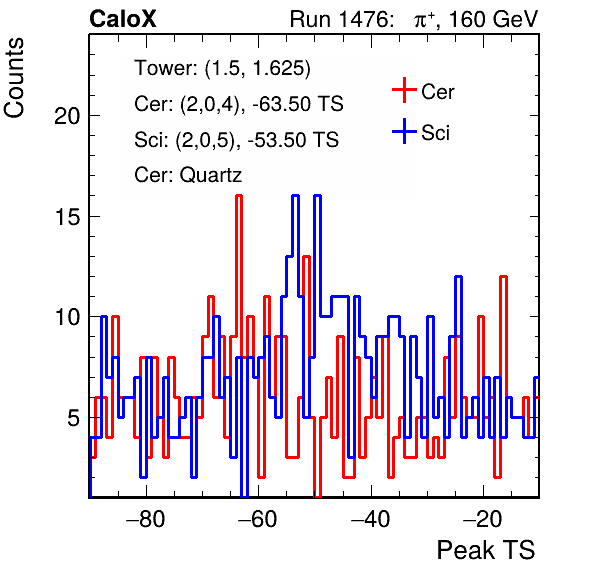 CaloX Run 1476: π⁺, 160 GeV
Counts
Tower: (1.5, 1.625)
Cer: (2,0,4), -63.50 TS
Sci: (2,0,5), -53.50 TS
Cer: Quartz
Cer
Sci
20
15
10
5
−80 −60 −40 −20
Peak TS